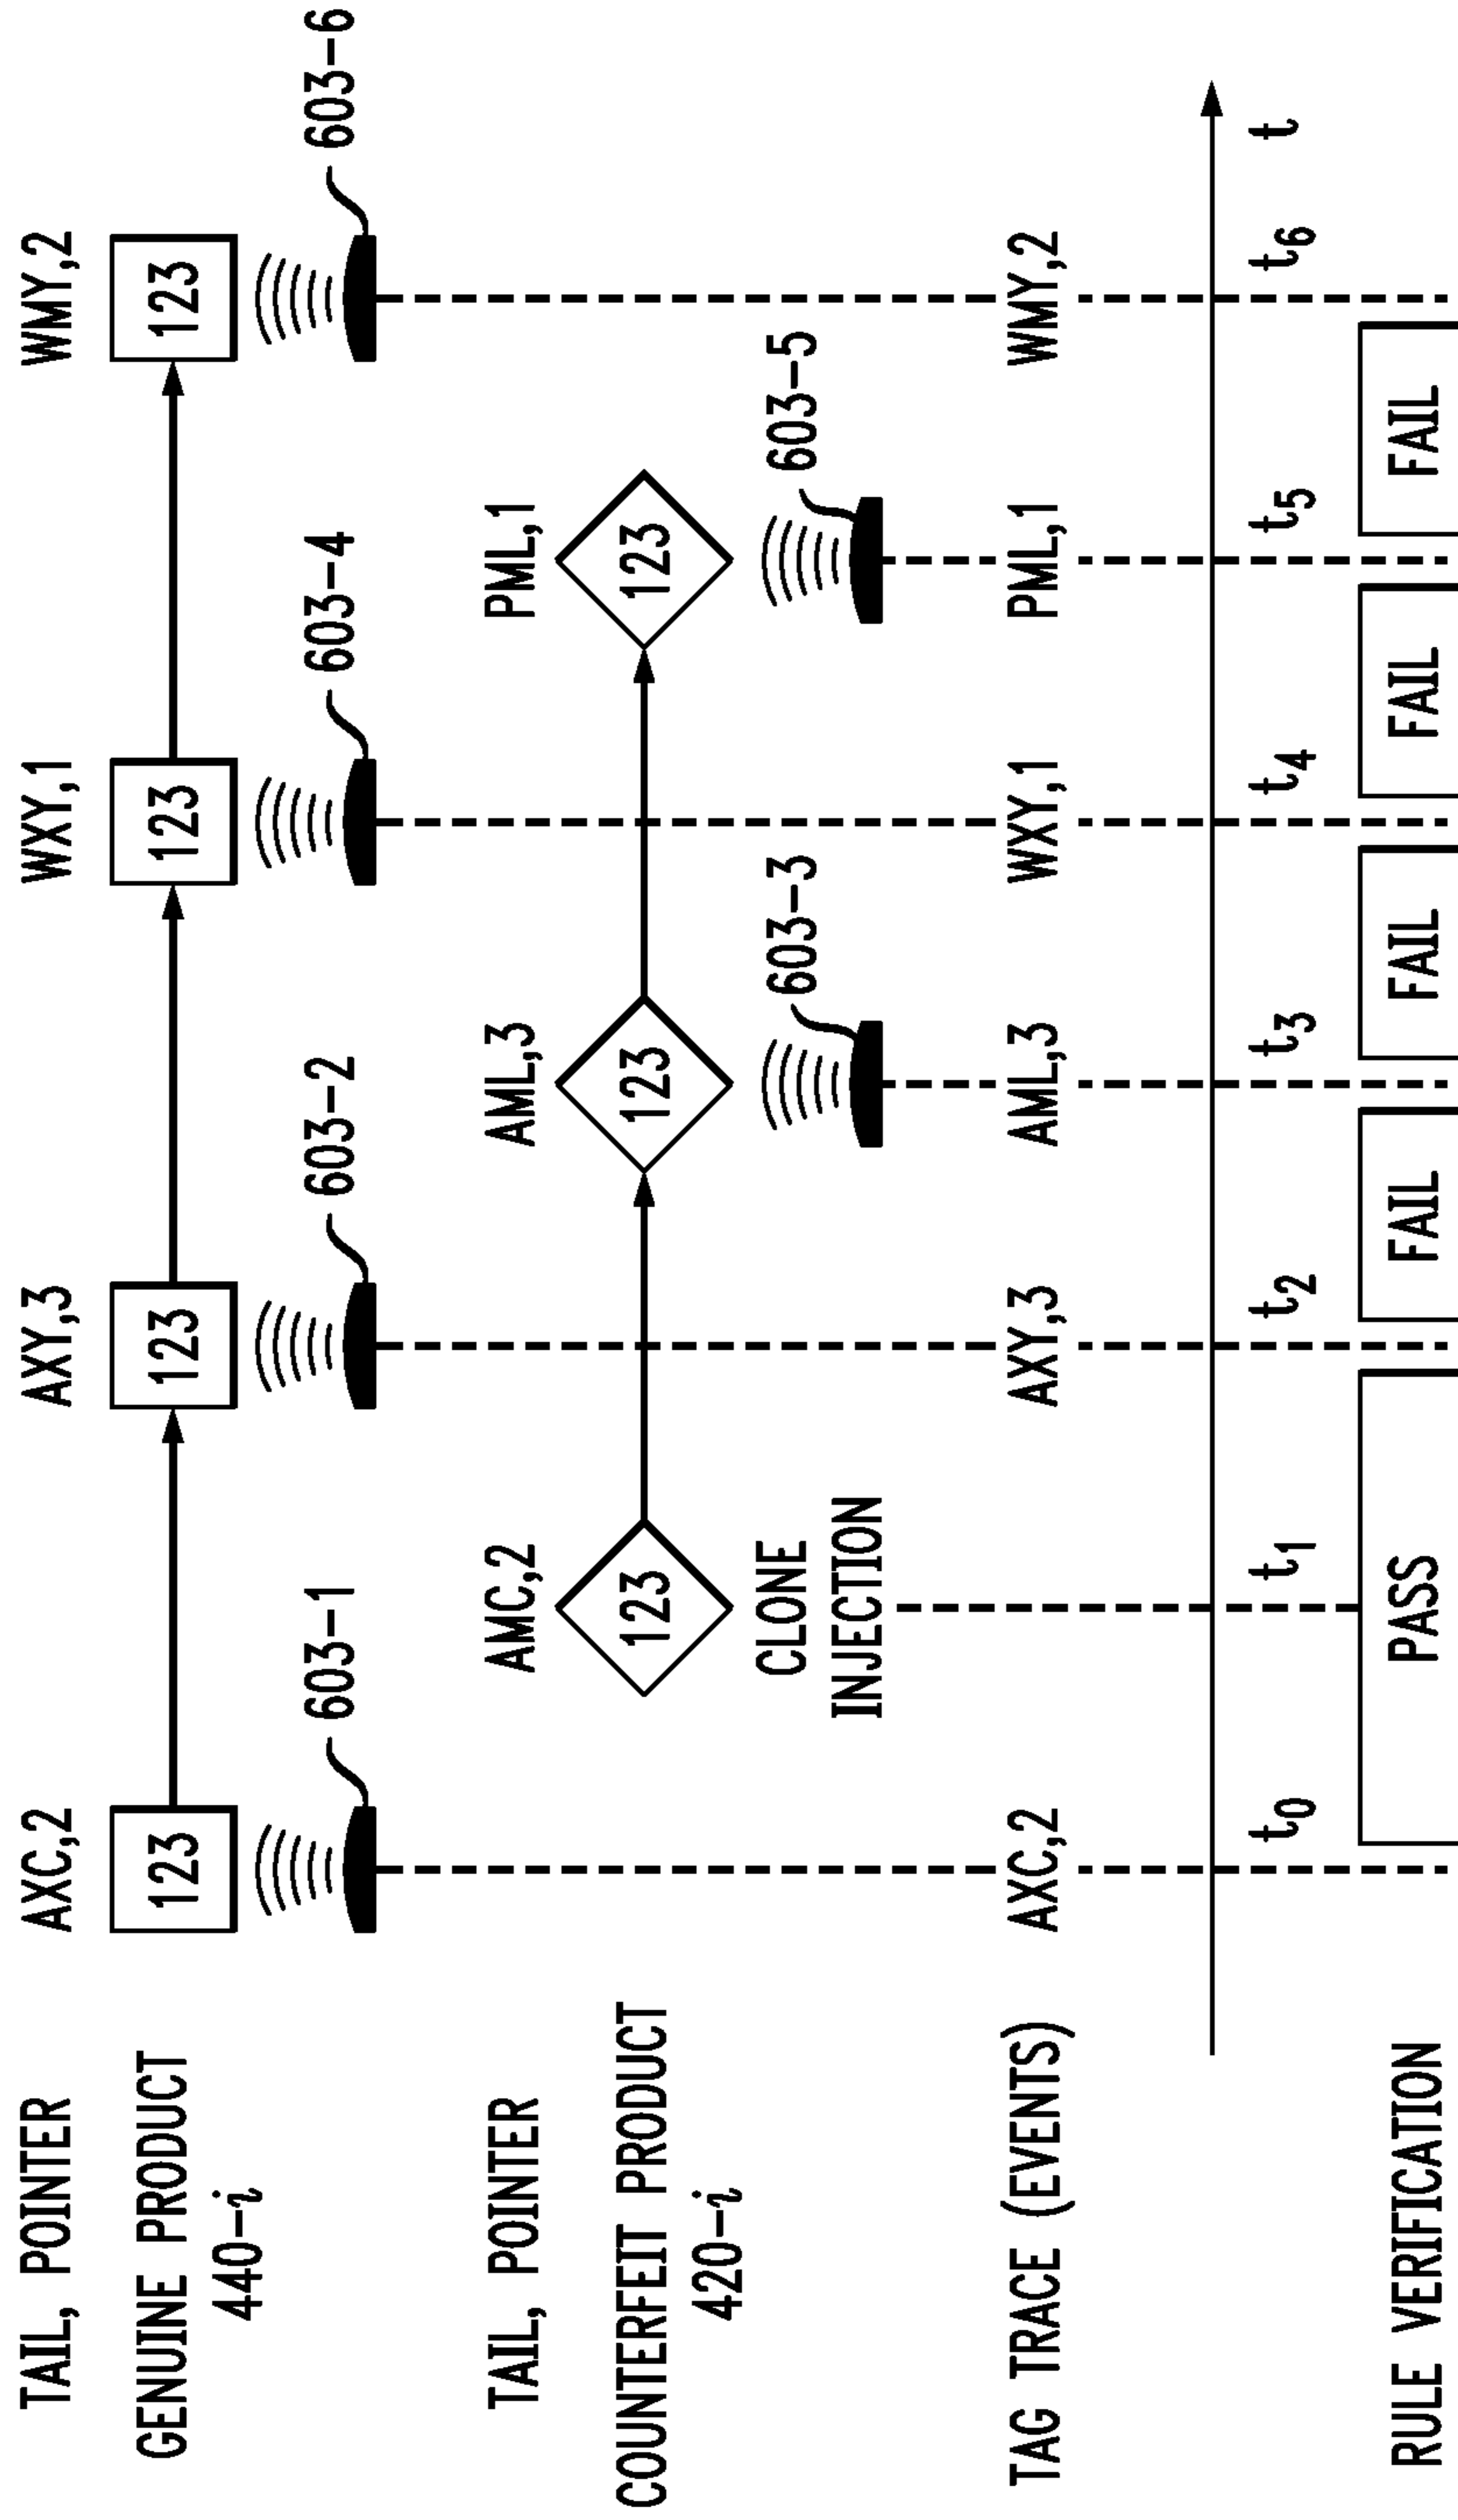 TAIL, POINTER
AXC,2
AXY,3
WXY,1
WMY,2
GENUINE PRODUCT
440-i
123
123
123
123
603-1
603-2
603-4
603-6
TAIL, POINTER
AMC,2
AML,3
PML,1
COUNTERFEIT PRODUCT
420-i
123
123
123
CLONE
INJECTION
603-3
603-5
TAG TRACE (EVENTS)
AXC,2
AXY,3
AML,3
WXY,1
PML,1
WMY,2
t0
t1
t2
t3
t4
t5
t6
t
RULE VERIFICATION
PASS
FAIL
FAIL
FAIL
FAIL